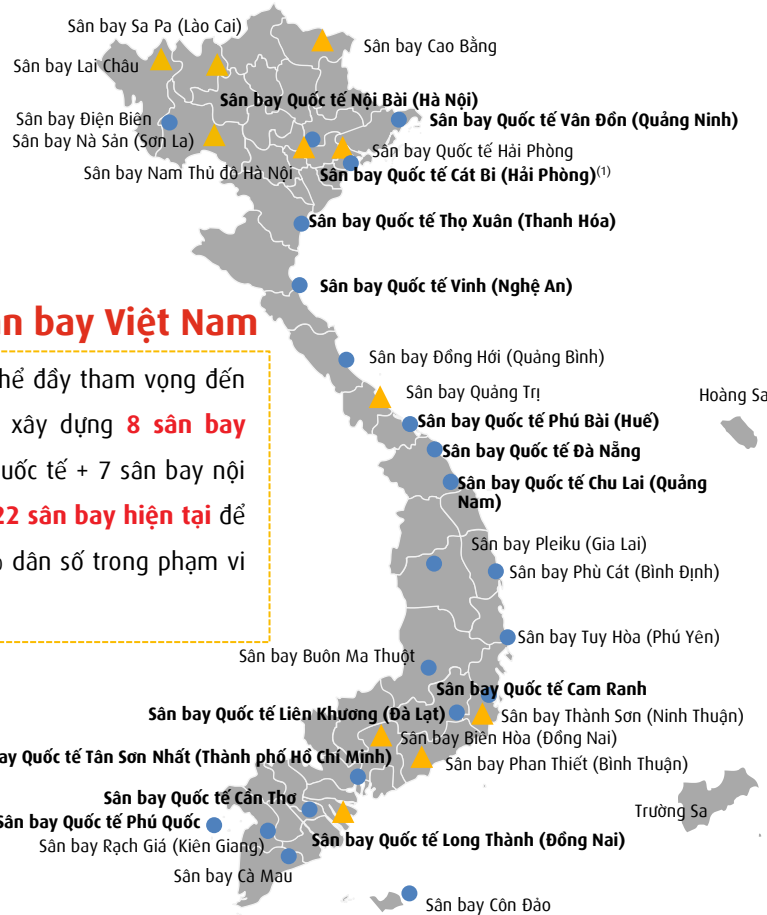 Sân bay Sa Pa (Lào Cai)
Sân bay Cao Bằng
Sân bay Lai Châu
Sân bay Quốc tế Nội Bài (Hà Nội)
Sân bay Điện Biên
Sân bay Quốc tế Vân Đồn (Quảng Ninh)
Sân bay Nà Sản (Sơn La)
Sân bay Quốc tế Hải Phòng
Sân bay Nam Thủ đô Hà Nội
Sân bay Quốc tế Cát Bi (Hải Phòng)(1)
Sân bay Quốc tế Thọ Xuân (Thanh Hóa)
Sân bay Quốc tế Vinh (Nghệ An)
bay Việt Nam
đầy tham vọng đến
xây dựng 8 sân bay
tế + 7 sân bay nội
22 sân bay hiện tại để
dân số trong phạm vi
Sân bay Đồng Hới (Quảng Bình)
Sân bay Quảng Trị
Hoàng Sa
Sân bay Quốc tế Phú Bài (Huế)
Sân bay Quốc tế Đà Nẵng
Sân bay Quốc tế Chu Lai (Quảng
Nam)
Sân bay Pleiku (Gia Lai)
Sân bay Phù Cát (Bình Định)
Sân bay Tuy Hòa (Phú Yên)
Sân bay Buôn Ma Thuột
Sân bay Quốc tế Cam Ranh
Sân bay Quốc tế Liên Khương (Đà Lạt)
Sân bay Thành Sơn (Ninh Thuận)
Sân bay Biên Hòa (Đồng Nai)
Quốc tế Tân Sơn Nhất (Thành phố Hồ Chí Minh)
Sân bay Phan Thiết (Bình Thuận)
Sân bay Quốc tế Cần Thơ
Trường Sa
Sân bay Quốc tế Phú Quốc
Sân bay Quốc tế Long Thành (Đồng Nai)
Sân bay Rạch Giá (Kiên Giang)
Sân bay Cà Mau
Sân bay Côn Đảo